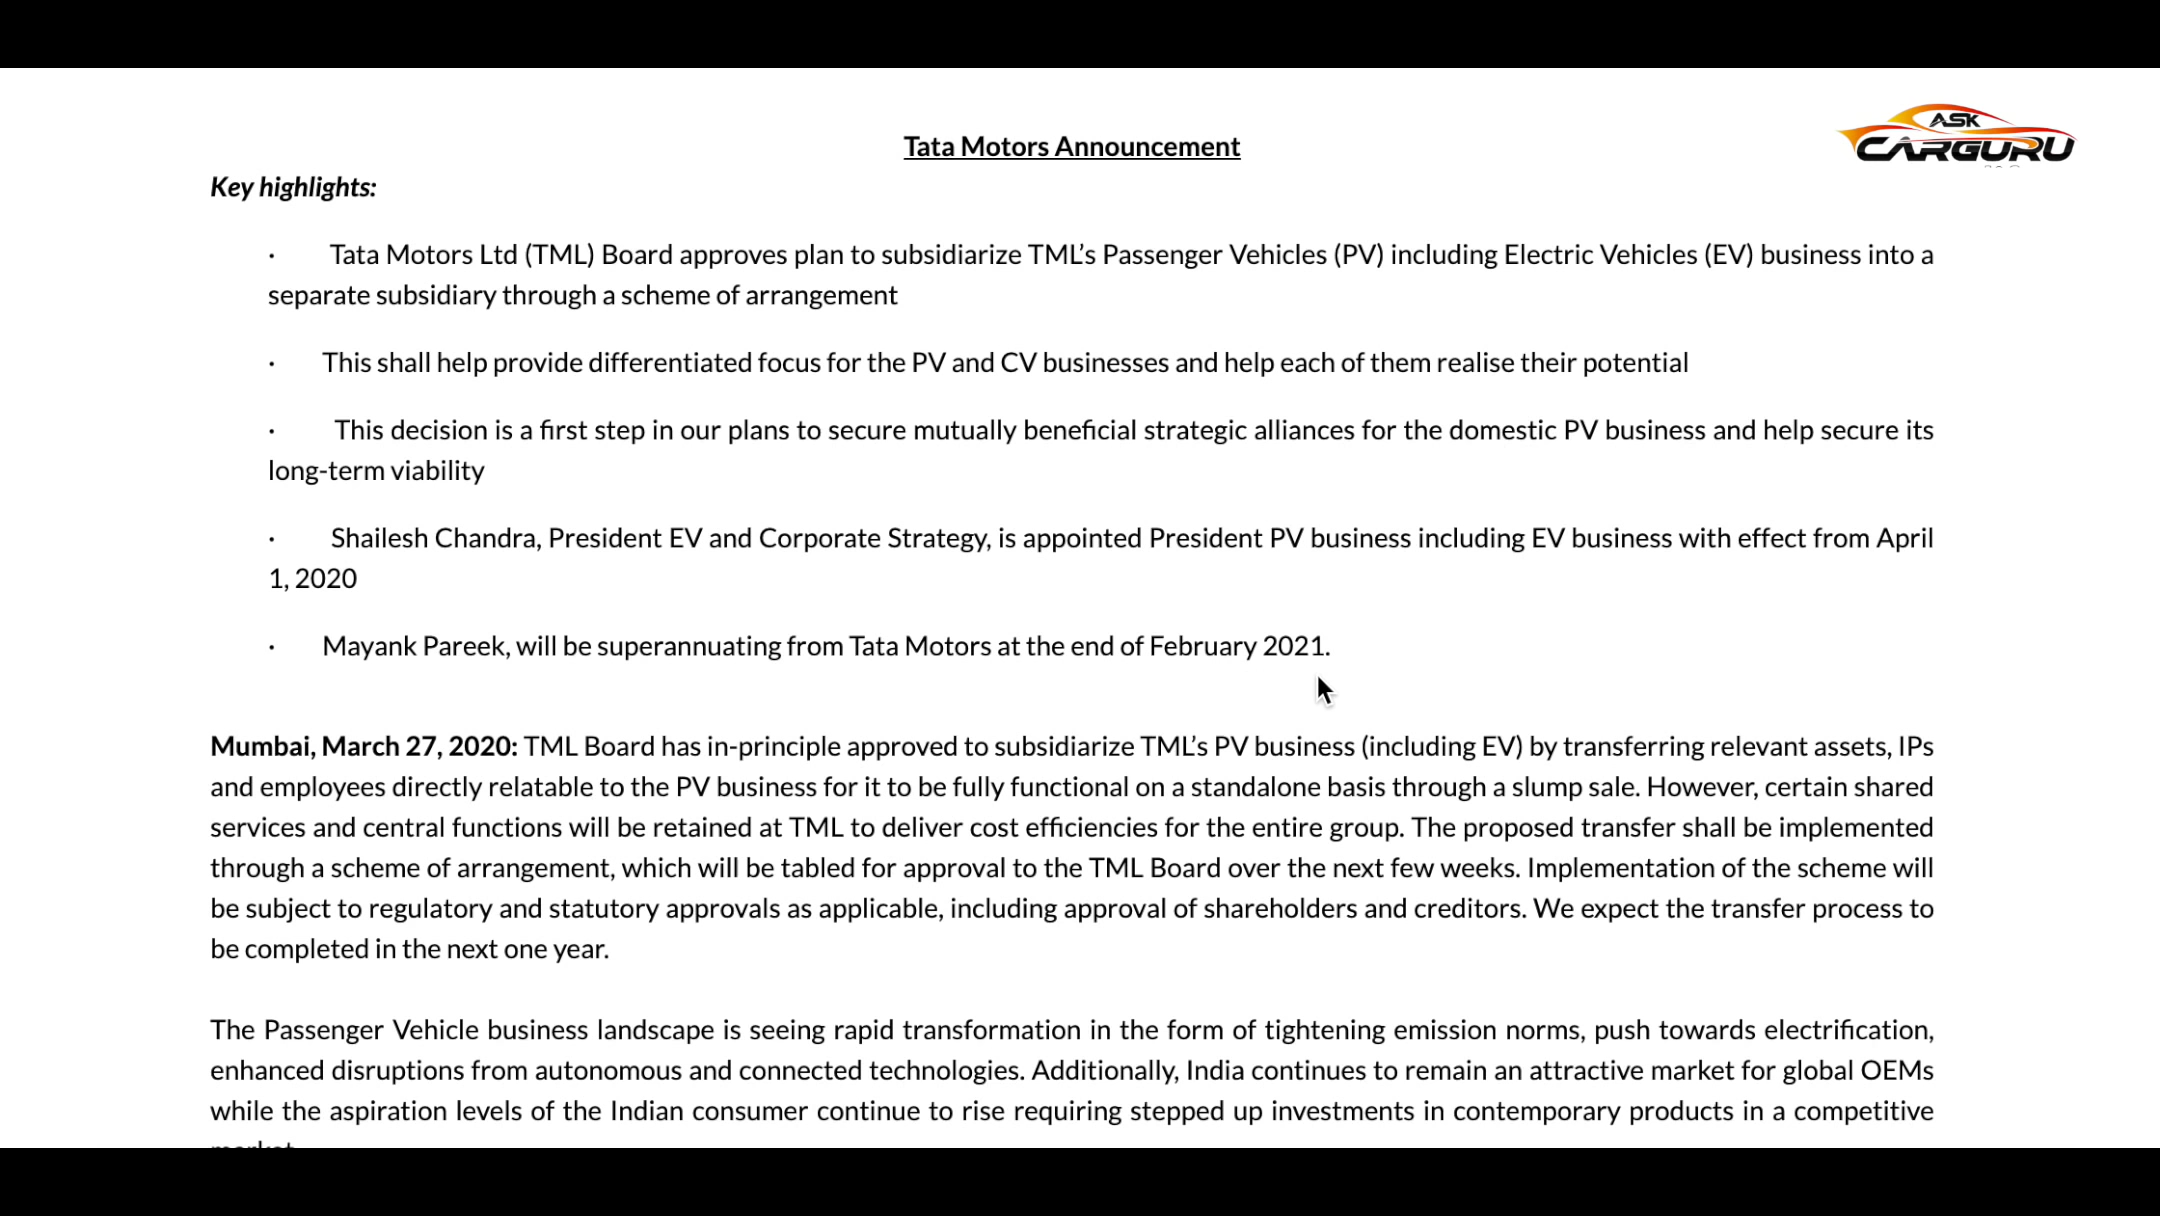 ASK
CARGURU
Tata Motors Announcement
Key highlights:
· Tata Motors Ltd (TML) Board approves plan to subsidiarize TML’s Passenger Vehicles (PV) including Electric Vehicles (EV) business into a
separate subsidiary through a scheme of arrangement
· This shall help provide differentiated focus for the PV and CV businesses and help each of them realise their potential
· This decision is a first step in our plans to secure mutually beneficial strategic alliances for the domestic PV business and help secure its
long-term viability
· Shailesh Chandra, President EV and Corporate Strategy, is appointed President PV business including EV business with effect from April
1, 2020
· Mayank Pareek, will be superannuating from Tata Motors at the end of February 2021.
Mumbai, March 27, 2020: TML Board has in-principle approved to subsidiarize TML’s PV business (including EV) by transferring relevant assets, IPs
and employees directly relatable to the PV business for it to be fully functional on a standalone basis through a slump sale. However, certain shared
services and central functions will be retained at TML to deliver cost efficiencies for the entire group. The proposed transfer shall be implemented
through a scheme of arrangement, which will be tabled for approval to the TML Board over the next few weeks. Implementation of the scheme will
be subject to regulatory and statutory approvals as applicable, including approval of shareholders and creditors. We expect the transfer process to
be completed in the next one year.
The Passenger Vehicle business landscape is seeing rapid transformation in the form of tightening emission norms, push towards electrification,
enhanced disruptions from autonomous and connected technologies. Additionally, India continues to remain an attractive market for global OEMs
while the aspiration levels of the Indian consumer continue to rise requiring stepped up investments in contemporary products in a competitive